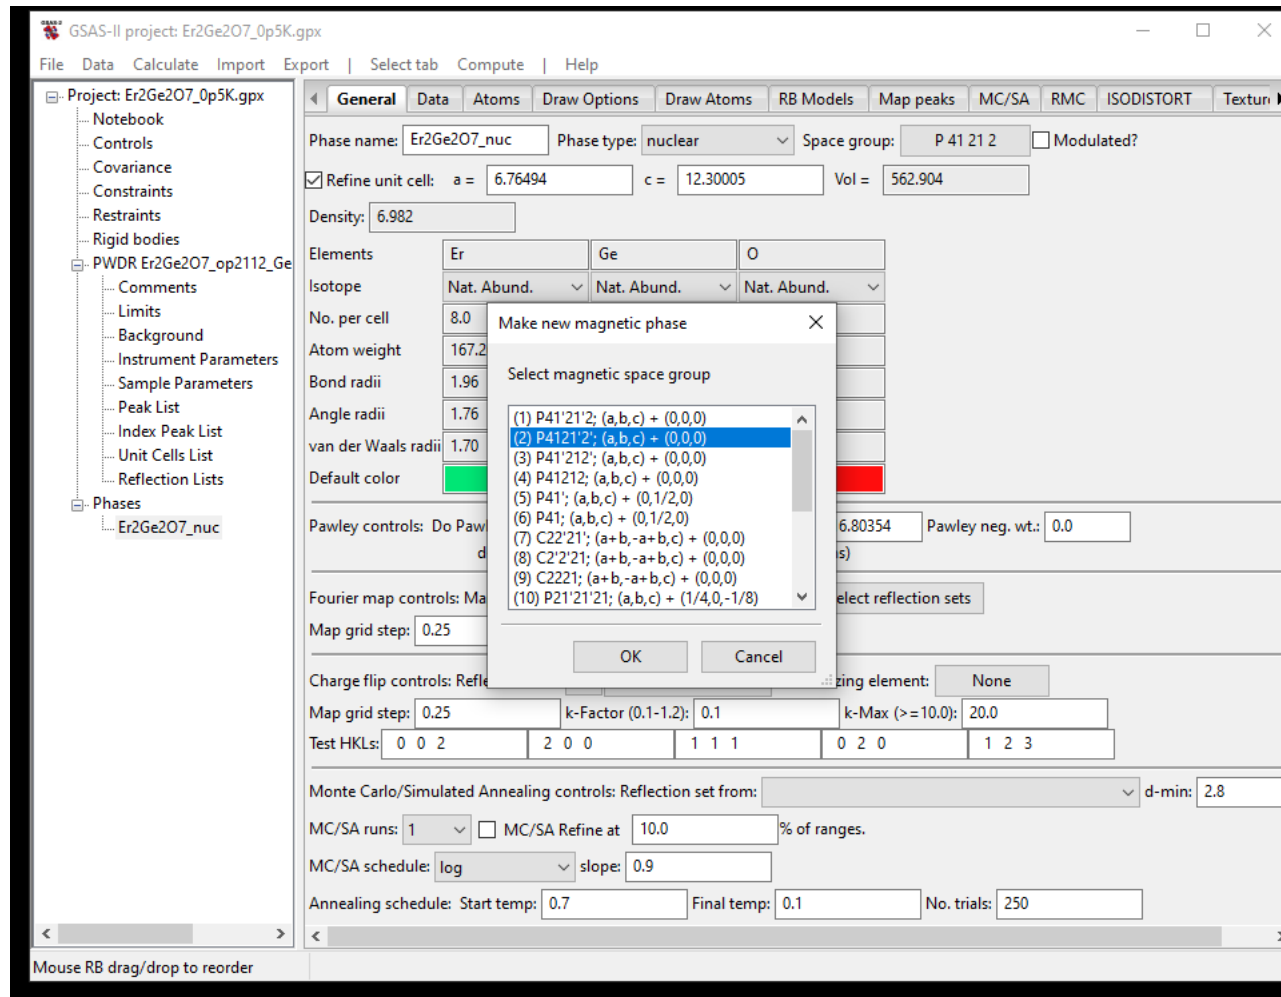 GSAS-II project: Er2Ge2O7_0p5K.gpx
File Data Calculate Import Export | Select tab Compute | Help
Project: Er2Ge2O7_0p5K.gpx
Notebook
Controls
Covariance
Constraints
Restraints
Rigid bodies
PWDR Er2Ge2O7_op2112_Ge
Comments
Limits
Background
Instrument Parameters
Sample Parameters
Peak List
Index Peak List
Unit Cells List
Reflection Lists
Phases
Er2Ge2O7_nuc
General Data Atoms Draw Options Draw Atoms RB Models Map peaks MC/SA RMC ISODISTORT Textur
Phase name: Er2Ge2O7_nuc Phase type: nuclear Space group: P 41 21 2 Modulated?
Refine unit cell: a = 6.76494 c = 12.30005 Vol = 562.904
Density: 6.982
Elements Er Ge O
Isotope Nat. Abund. Nat. Abund. Nat. Abund.
No. per cell 8.0
Atom weight 167.2
Bond radii 1.96
Angle radii 1.76
van der Waals radii 1.70
Default color
Pawley controls: Do Paw 6.80354 Pawley neg. wt.: 0.0
d s)
Fourier map controls: Ma elect reflection sets
Map grid step: 0.25
Charge flip controls: Refle zing element: None
Map grid step: 0.25 k-Factor (0.1-1.2): 0.1 k-Max (>=10.0): 20.0
Test HKLs: 0 0 2 2 0 0 1 1 1 0 2 0 1 2 3
Monte Carlo/Simulated Annealing controls: Reflection set from: d-min: 2.8
MC/SA runs: 1 MC/SA Refine at 10.0 % of ranges.
MC/SA schedule: log slope: 0.9
Annealing schedule: Start temp: 0.7 Final temp: 0.1 No. trials: 250
Make new magnetic phase
Select magnetic space group
(1) P41'21'2; (a,b,c) + (0,0,0)
(2) P4121'2'; (a,b,c) + (0,0,0)
(3) P41'212'; (a,b,c) + (0,0,0)
(4) P41212; (a,b,c) + (0,0,0)
(5) P41'; (a,b,c) + (0,1/2,0)
(6) P41; (a,b,c) + (0,1/2,0)
(7) C22'21'; (a+b,-a+b,c) + (0,0,0)
(8) C2'2'21; (a+b,-a+b,c) + (0,0,0)
(9) C2221; (a+b,-a+b,c) + (0,0,0)
(10) P21'21'21; (a,b,c) + (1/4,0,-1/8)
OK Cancel
Mouse RB drag/drop to reorder